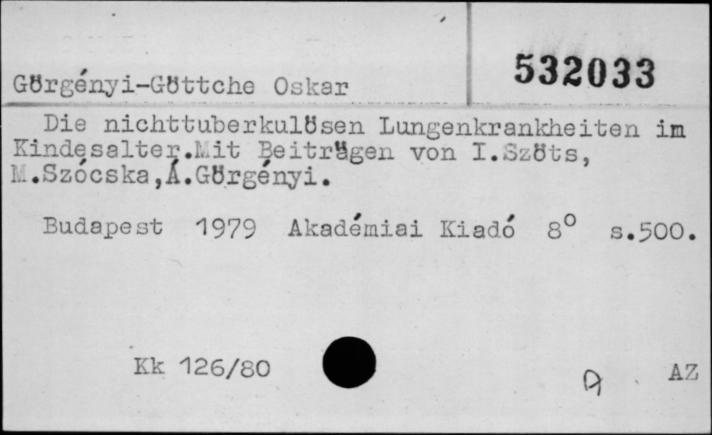 532033
Görgényi-Göttche Oskar
Die nichttuberkulösen Lungenkrankheiten im
Kindesalter.Mit Beiträgen von I.Szöts,
M.Szócska,Á.Görgényi.
Budapest 1979 Akadémiai Kiadó 8° s.500.
Kk 126/80
AZ